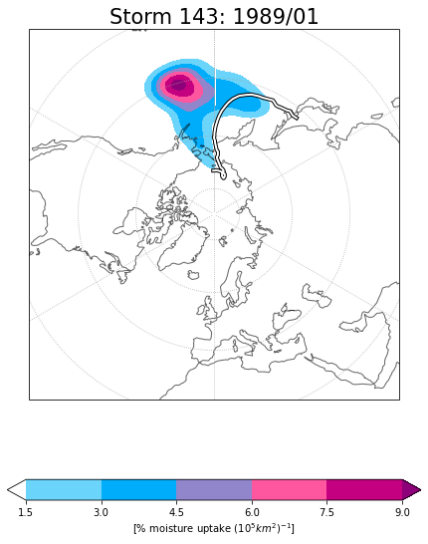 Storm 143: 1989/01
1.5 3.0 4.5 6.0 7.5 9.0
[% moisture uptake (10⁵km²)⁻¹]